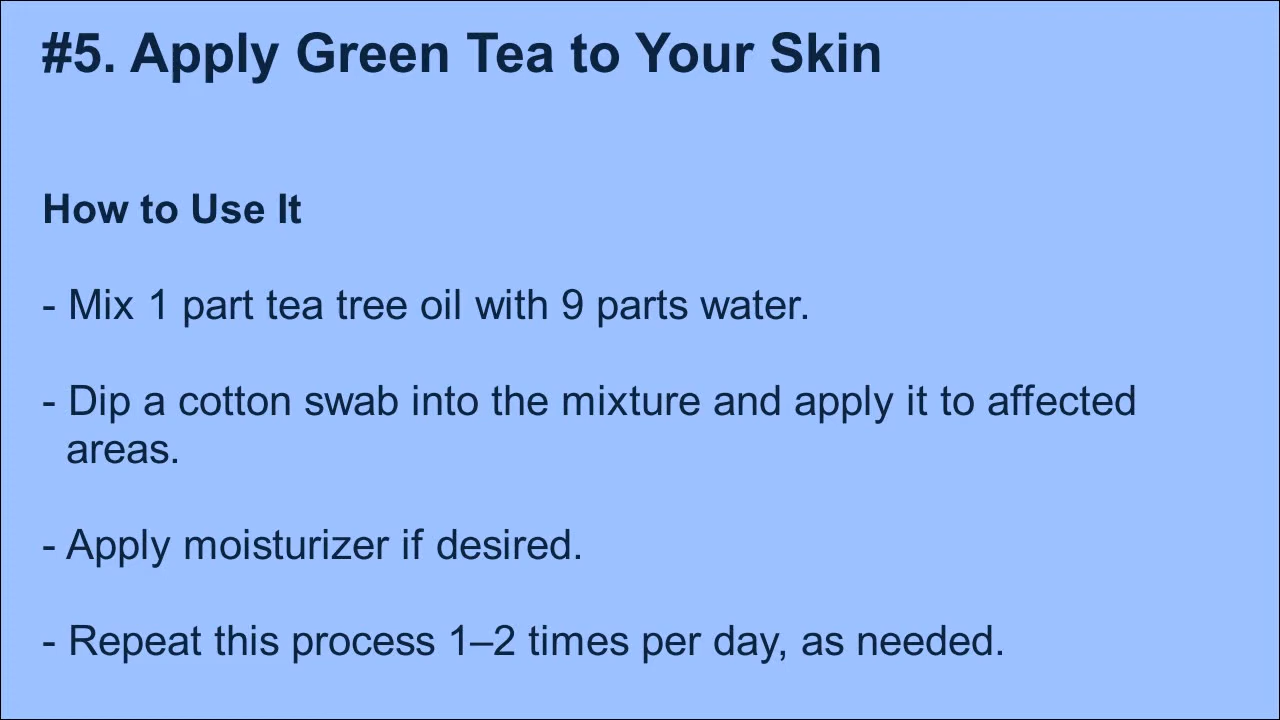 #5. Apply Green Tea to Your Skin
How to Use It
- Mix 1 part tea tree oil with 9 parts water.
- Dip a cotton swab into the mixture and apply it to affected
areas.
- Apply moisturizer if desired.
- Repeat this process 1–2 times per day, as needed.